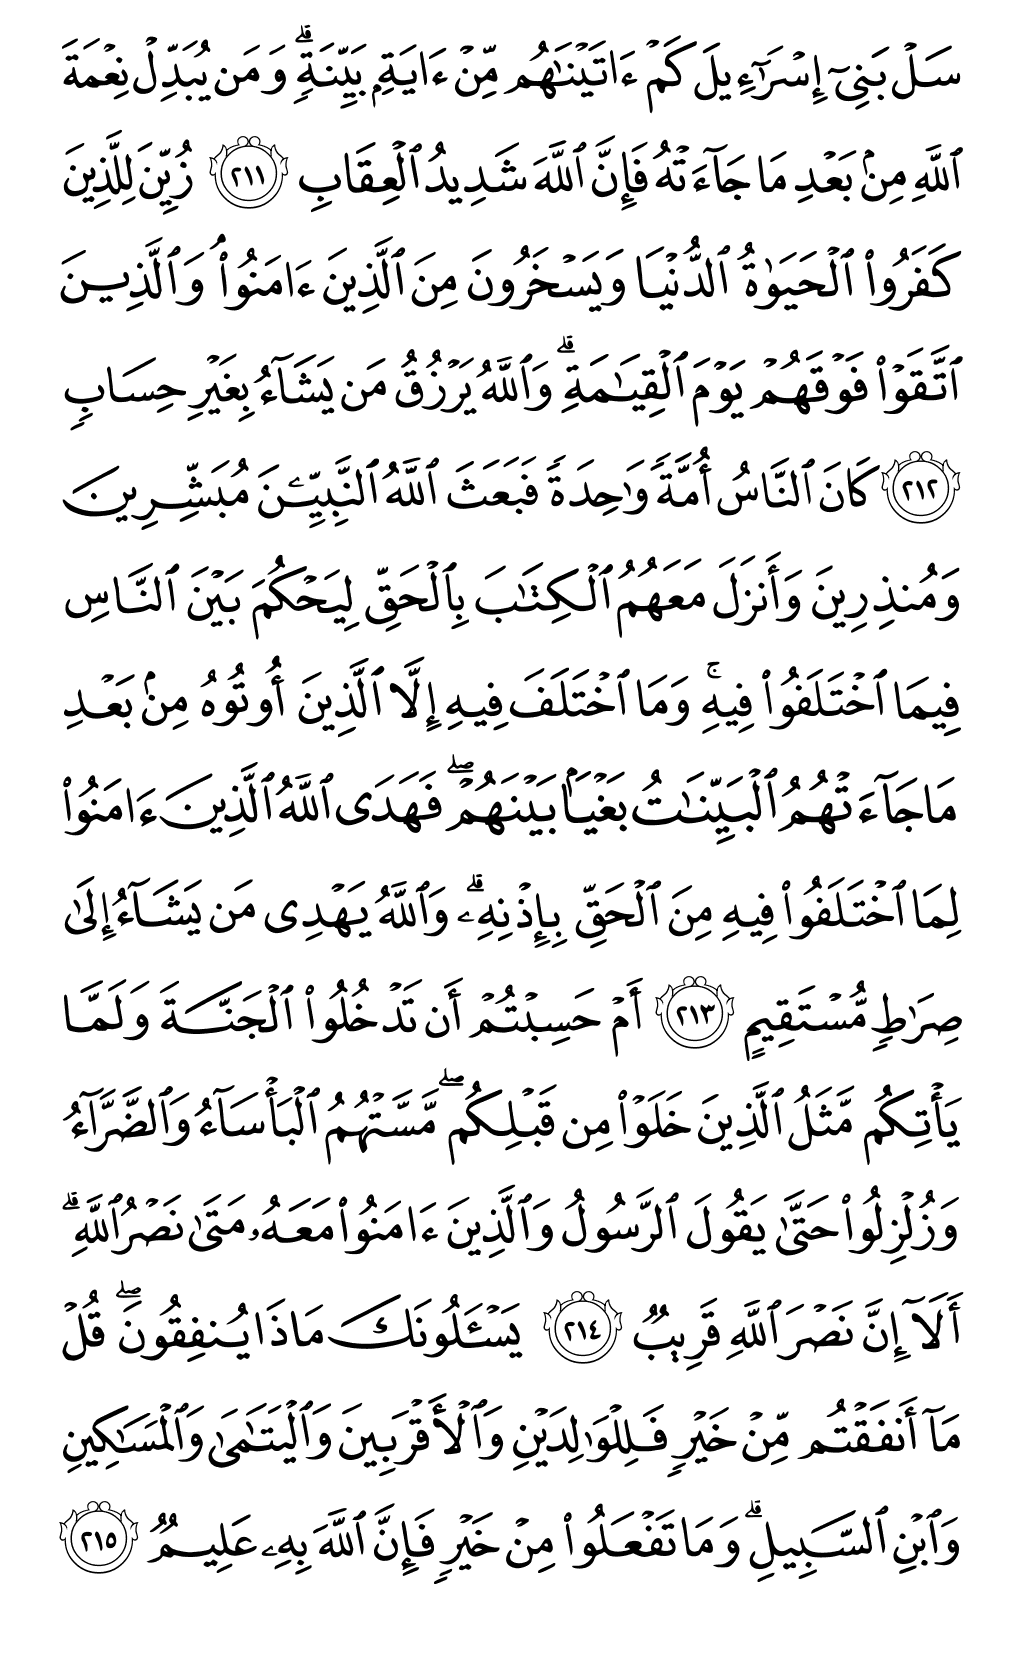 سَلۡ بَنِيٓ إِسۡرَٰٓءِيلَ كَمۡ ءَاتَيۡنَٰهُم مِّنۡ ءَايَةِۭ بَيِّنَةٖۗ وَمَن يُبَدِّلۡ نِعۡمَةَ
ٱللَّهِ مِنۢ بَعۡدِ مَا جَآءَتۡهُ فَإِنَّ ٱللَّهَ شَدِيدُ ٱلۡعِقَابِ ٢١١ زُيِّنَ لِلَّذِينَ
كَفَرُواْ ٱلۡحَيَوٰةُ ٱلدُّنۡيَا وَيَسۡخَرُونَ مِنَ ٱلَّذِينَ ءَامَنُواْۘ وَٱلَّذِينَ
ٱتَّقَوۡاْ فَوۡقَهُمۡ يَوۡمَ ٱلۡقِيَٰمَةِۗ وَٱللَّهُ يَرۡزُقُ مَن يَشَآءُ بِغَيۡرِ حِسَابٖ
٢١٢ كَانَ ٱلنَّاسُ أُمَّةٗ وَٰحِدَةٗ فَبَعَثَ ٱللَّهُ ٱلنَّبِيِّـۧنَ مُبَشِّرِينَ
وَمُنذِرِينَ وَأَنزَلَ مَعَهُمُ ٱلۡكِتَٰبَ بِٱلۡحَقِّ لِيَحۡكُمَ بَيۡنَ ٱلنَّاسِ
فِيمَا ٱخۡتَلَفُواْ فِيهِۚ وَمَا ٱخۡتَلَفَ فِيهِ إِلَّا ٱلَّذِينَ أُوتُوهُ مِنۢ بَعۡدِ
مَا جَآءَتۡهُمُ ٱلۡبَيِّنَٰتُ بَغۡيَۢا بَيۡنَهُمۡۖ فَهَدَى ٱللَّهُ ٱلَّذِينَ ءَامَنُواْ
لِمَا ٱخۡتَلَفُواْ فِيهِ مِنَ ٱلۡحَقِّ بِإِذۡنِهِۦۗ وَٱللَّهُ يَهۡدِي مَن يَشَآءُ إِلَىٰ
صِرَٰطٖ مُّسۡتَقِيمٍ ٢١٣ أَمۡ حَسِبۡتُمۡ أَن تَدۡخُلُواْ ٱلۡجَنَّةَ وَلَمَّا
يَأۡتِكُم مَّثَلُ ٱلَّذِينَ خَلَوۡاْ مِن قَبۡلِكُمۖ مَّسَّتۡهُمُ ٱلۡبَأۡسَآءُ وَٱلضَّرَّآءُ
وَزُلۡزِلُواْ حَتَّىٰ يَقُولَ ٱلرَّسُولُ وَٱلَّذِينَ ءَامَنُواْ مَعَهُۥ مَتَىٰ نَصۡرُ ٱللَّهِۗ
أَلَآ إِنَّ نَصۡرَ ٱللَّهِ قَرِيبٞ ٢١٤ يَسۡـَٔلُونَكَ مَاذَا يُنفِقُونَۖ قُلۡ
مَآ أَنفَقۡتُم مِّنۡ خَيۡرٖ فَلِلۡوَٰلِدَيۡنِ وَٱلۡأَقۡرَبِينَ وَٱلۡيَتَٰمَىٰ وَٱلۡمَسَٰكِينِ
وَٱبۡنِ ٱلسَّبِيلِۗ وَمَا تَفۡعَلُواْ مِنۡ خَيۡرٖ فَإِنَّ ٱللَّهَ بِهِۦ عَلِيمٞ ٢١٥